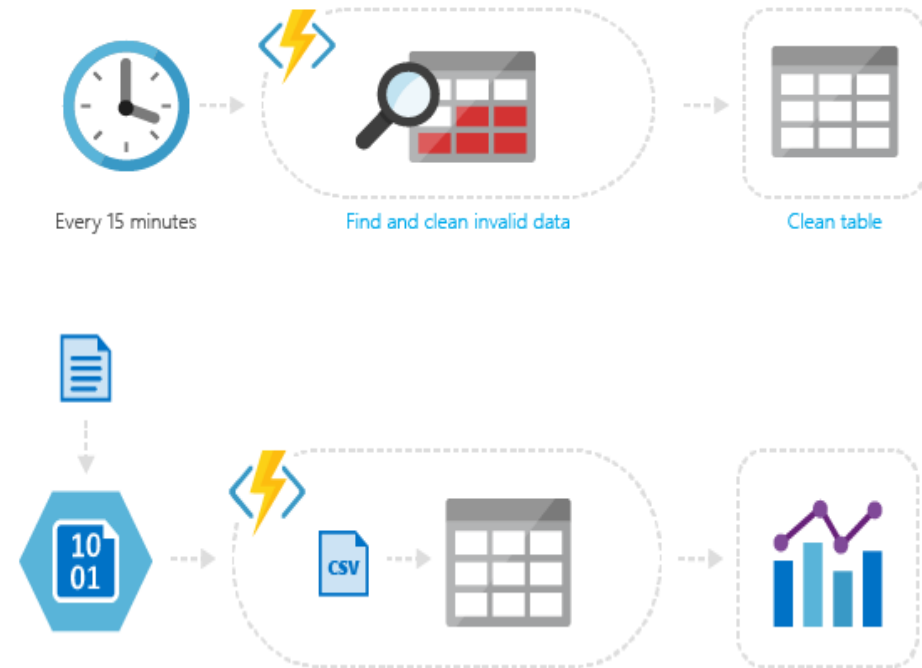 Every 15 minutes
Find and clean invalid data
Clean table
10
01
CSV